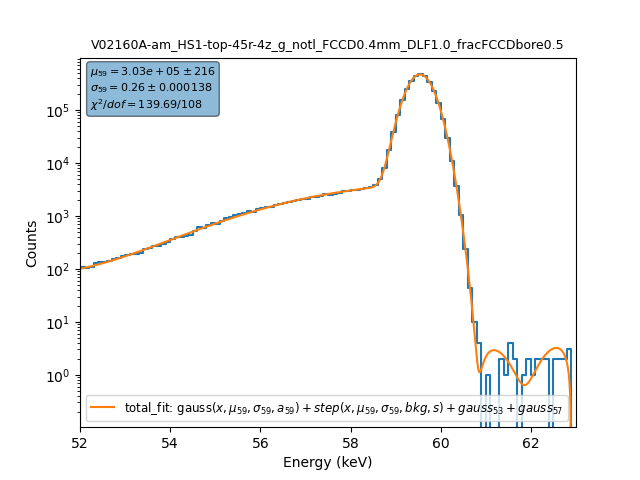 V02160A-am_HS1-top-45r-4z_g_notl_FCCD0.4mm_DLF1.0_fracFCCDbore0.5
μ₅₉ = 3.03e + 05 ± 216
σ₅₉ = 0.26 ± 0.000138
χ²/dof = 139.69/108
10⁵
10⁴
10³
10²
10¹
10⁰
Counts
total_fit: gauss(x, μ₅₉, σ₅₉, a₅₉) + step(x, μ₅₉, σ₅₉, bkg, s) + gauss₅₃ + gauss₅₇
52 54 56 58 60 62
Energy (keV)